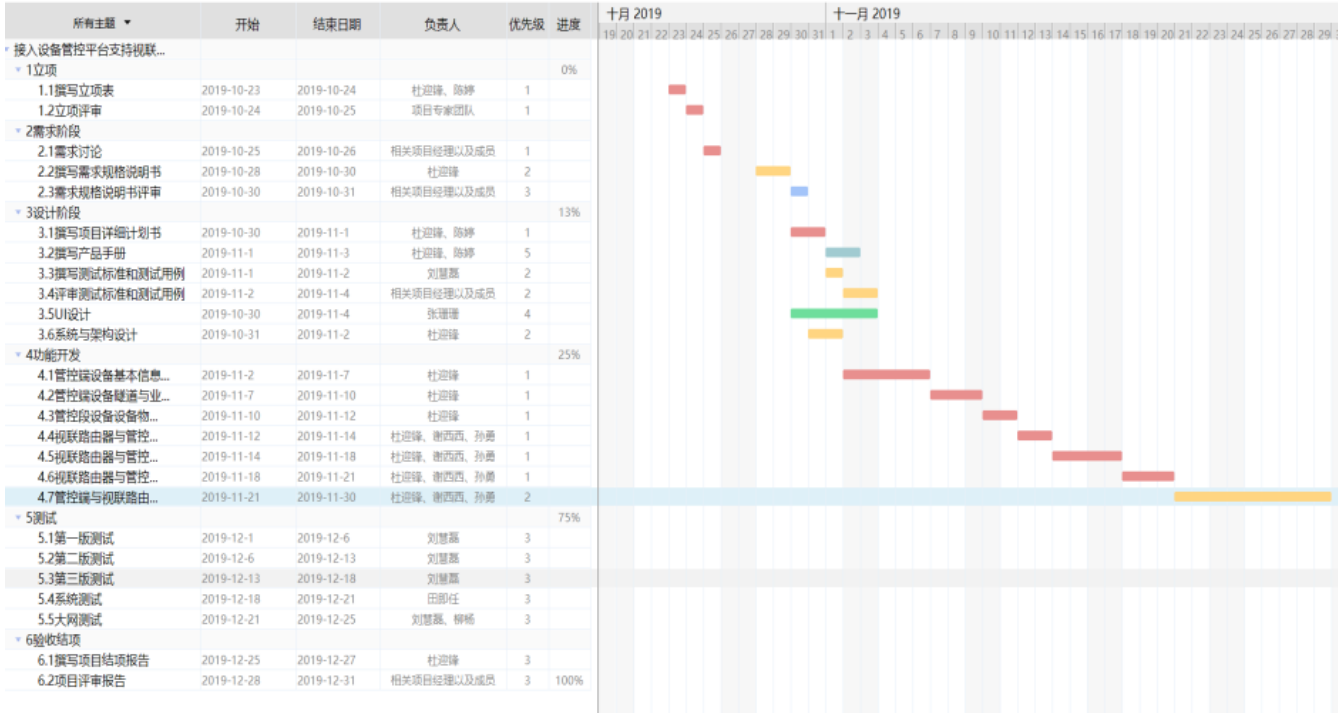 所有主题 ▼ 开始 结束日期 负责人 优先级 进度 十月 2019 十一月 2019
19 20 21 22 23 24 25 26 27 28 29 30 31 1 2 3 4 5 6 7 8 9 10 11 12 13 14 15 16 17 18 19 20 21 22 23 24 25 26 27 28 29
接入设备管控平台支持视联...
1立项 0%
1.1撰写立项表 2019-10-23 2019-10-24 杜迎锋、陈婷 1
1.2立项评审 2019-10-24 2019-10-25 项目专家团队 1
2需求阶段
2.1需求讨论 2019-10-25 2019-10-26 相关项目经理以及成员 1
2.2撰写需求规格说明书 2019-10-28 2019-10-30 杜迎锋 2
2.3需求规格说明书评审 2019-10-30 2019-10-31 相关项目经理以及成员 3
3设计阶段 13%
3.1撰写项目详细计划书 2019-10-30 2019-11-1 杜迎锋、陈婷 1
3.2撰写产品手册 2019-11-1 2019-11-3 杜迎锋、陈婷 5
3.3撰写测试标准和测试用例 2019-11-1 2019-11-2 刘慧磊 2
3.4评审测试标准和测试用例 2019-11-2 2019-11-4 相关项目经理以及成员 2
3.5UI设计 2019-10-30 2019-11-4 张珊珊 4
3.6系统与架构设计 2019-10-31 2019-11-2 杜迎锋 2
4功能开发 25%
4.1管控端设备基本信息... 2019-11-2 2019-11-7 杜迎锋 1
4.2管控端设备隧道与业... 2019-11-7 2019-11-10 杜迎锋 1
4.3管控段设备设备物... 2019-11-10 2019-11-12 杜迎锋 1
4.4视联路由器与管控... 2019-11-12 2019-11-14 杜迎锋、谢西西、孙勇 1
4.5视联路由器与管控... 2019-11-14 2019-11-18 杜迎锋、谢西西、孙勇 1
4.6视联路由器与管控... 2019-11-18 2019-11-21 杜迎锋、谢西西、孙勇 1
4.7管控端与视联路由... 2019-11-21 2019-11-30 杜迎锋、谢西西、孙勇 2
5测试 75%
5.1第一版测试 2019-12-1 2019-12-6 刘慧磊 3
5.2第二版测试 2019-12-6 2019-12-13 刘慧磊 3
5.3第三版测试 2019-12-13 2019-12-18 刘慧磊 3
5.4系统测试 2019-12-18 2019-12-21 田即任 3
5.5大网测试 2019-12-21 2019-12-25 刘慧磊、柳杨 3
6验收结项
6.1撰写项目结项报告 2019-12-25 2019-12-27 杜迎锋 3
6.2项目评审报告 2019-12-28 2019-12-31 相关项目经理以及成员 3 100%